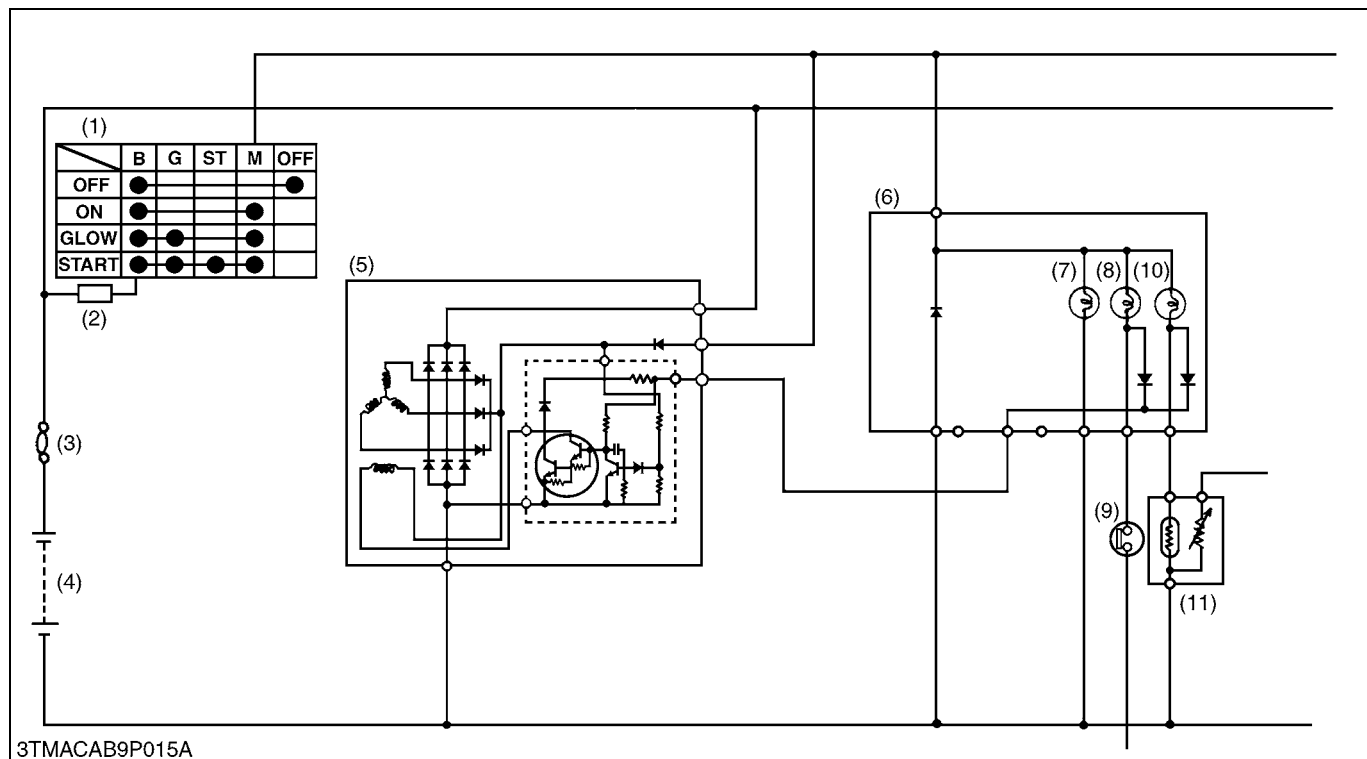 (1)
B G ST M OFF
OFF
ON
GLOW
START
(2)
(3)
(4)
(5)
(6)
(7) (8) (10)
(9)
(11)
3TMACAB9P015A